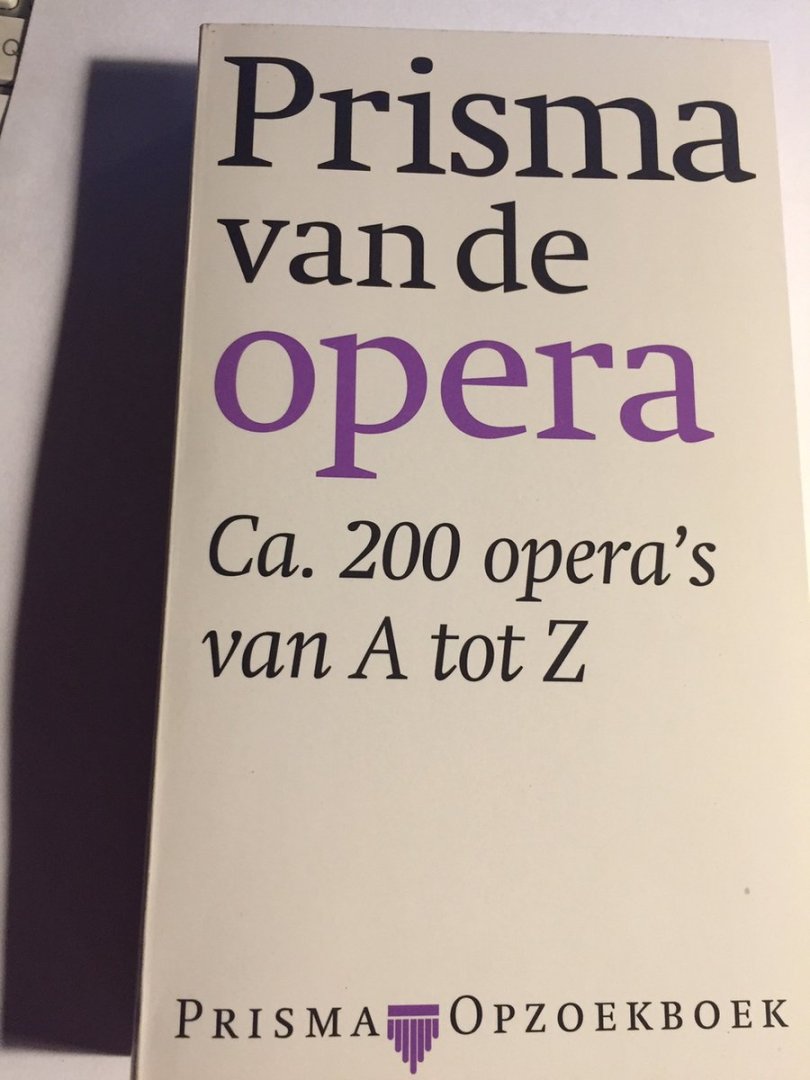 Prisma
van de
opera
Ca. 200 opera's
van A tot Z
PRISMA OPZOEKBOEK
Q